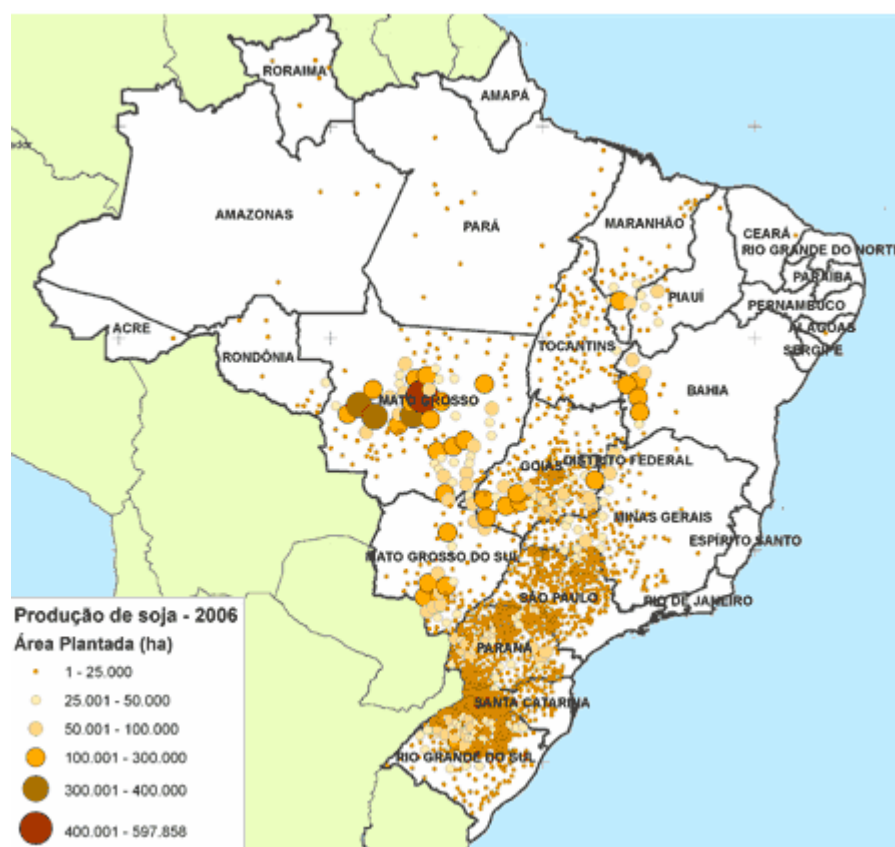 RORAIMA
AMAPÁ
AMAZONAS
PARÁ
MARANHÃO
CEARÁ
RIO GRANDE DO NORTE
PARAÍBA
PIAUÍ
PERNAMBUCO
ACRE
ALAGOAS
RONDÔNIA
TOCANTINS
SERGIPE
BAHIA
MATO GROSSO
GOIÁS
DISTRITO FEDERAL
MINAS GERAIS
ESPÍRITO SANTO
MATO GROSSO DO SUL
SÃO PAULO
RIO DE JANEIRO
PARANÁ
SANTA CATARINA
RIO GRANDE DO SUL
Produção de soja - 2006
Área Plantada (ha)
1 - 25.000
25.001 - 50.000
50.001 - 100.000
100.001 - 300.000
300.001 - 400.000
400.001 - 597.858